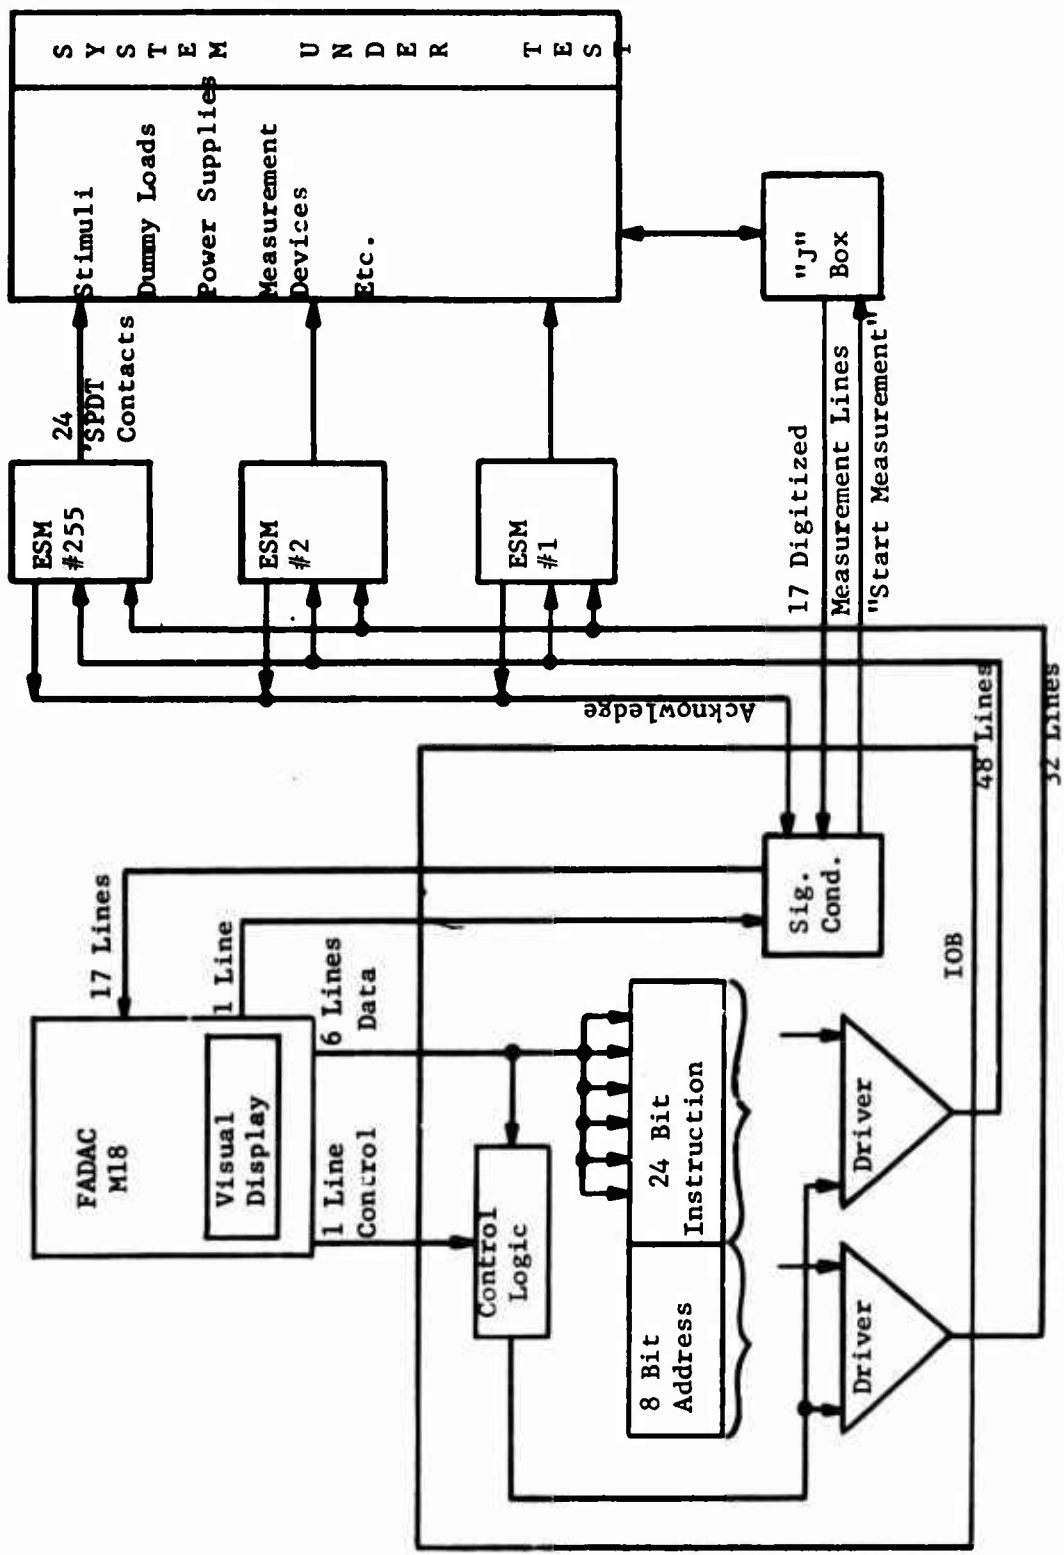 FADAC
M18
Visual
Display
17 Lines
1 Line
6 Lines
Data
1 Line
Control
Control
Logic
8 Bit
Address
24 Bit
Instruction
Driver
Driver
Sig.
Cond.
IOB
48 Lines
32 Lines
Acknowledge
ESM
#255
ESM
#2
ESM
#1
24
SPDT
Contacts
17 Digitized
Measurement Lines
"Start Measurement"
"J"
Box
Stimuli
Dummy Loads
Power Supplies
Measurement
Devices
Etc.
S Y S T E M U N D E R T E S T